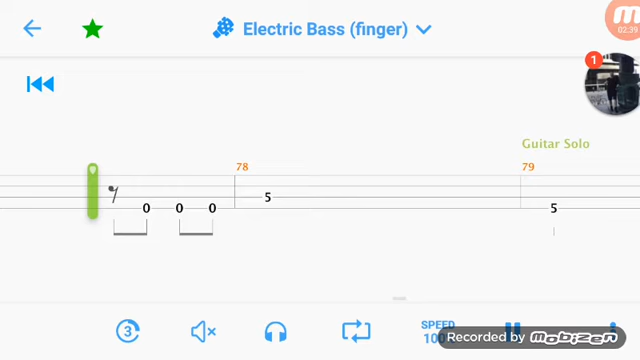 Electric Bass (finger)
M
02:39
1
Guitar Solo
78
79
5
0 0 0
5
3
SPEED
100%
Recorded by mobizen